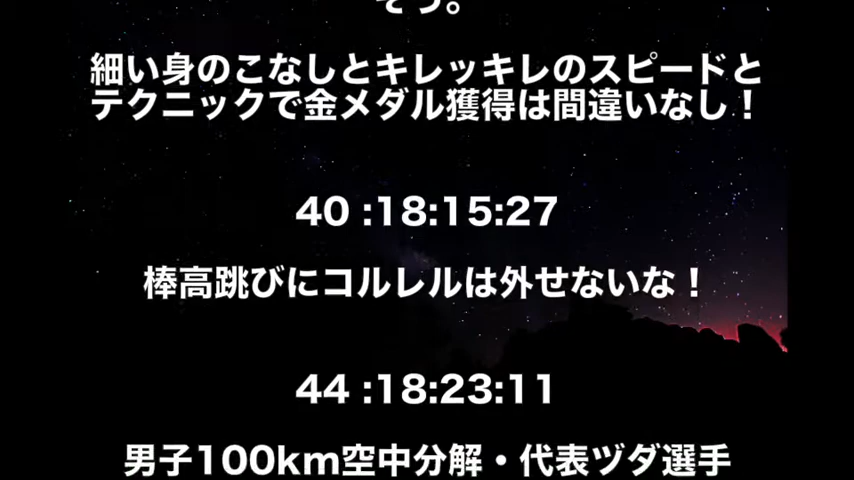 そう。
細い身のこなしとキレッキレのスピードと
テクニックで金メダル獲得は間違いなし！
40 :18:15:27
棒高跳びにコルレルは外せないな！
44 :18:23:11
男子100km空中分解・代表ヅダ選手